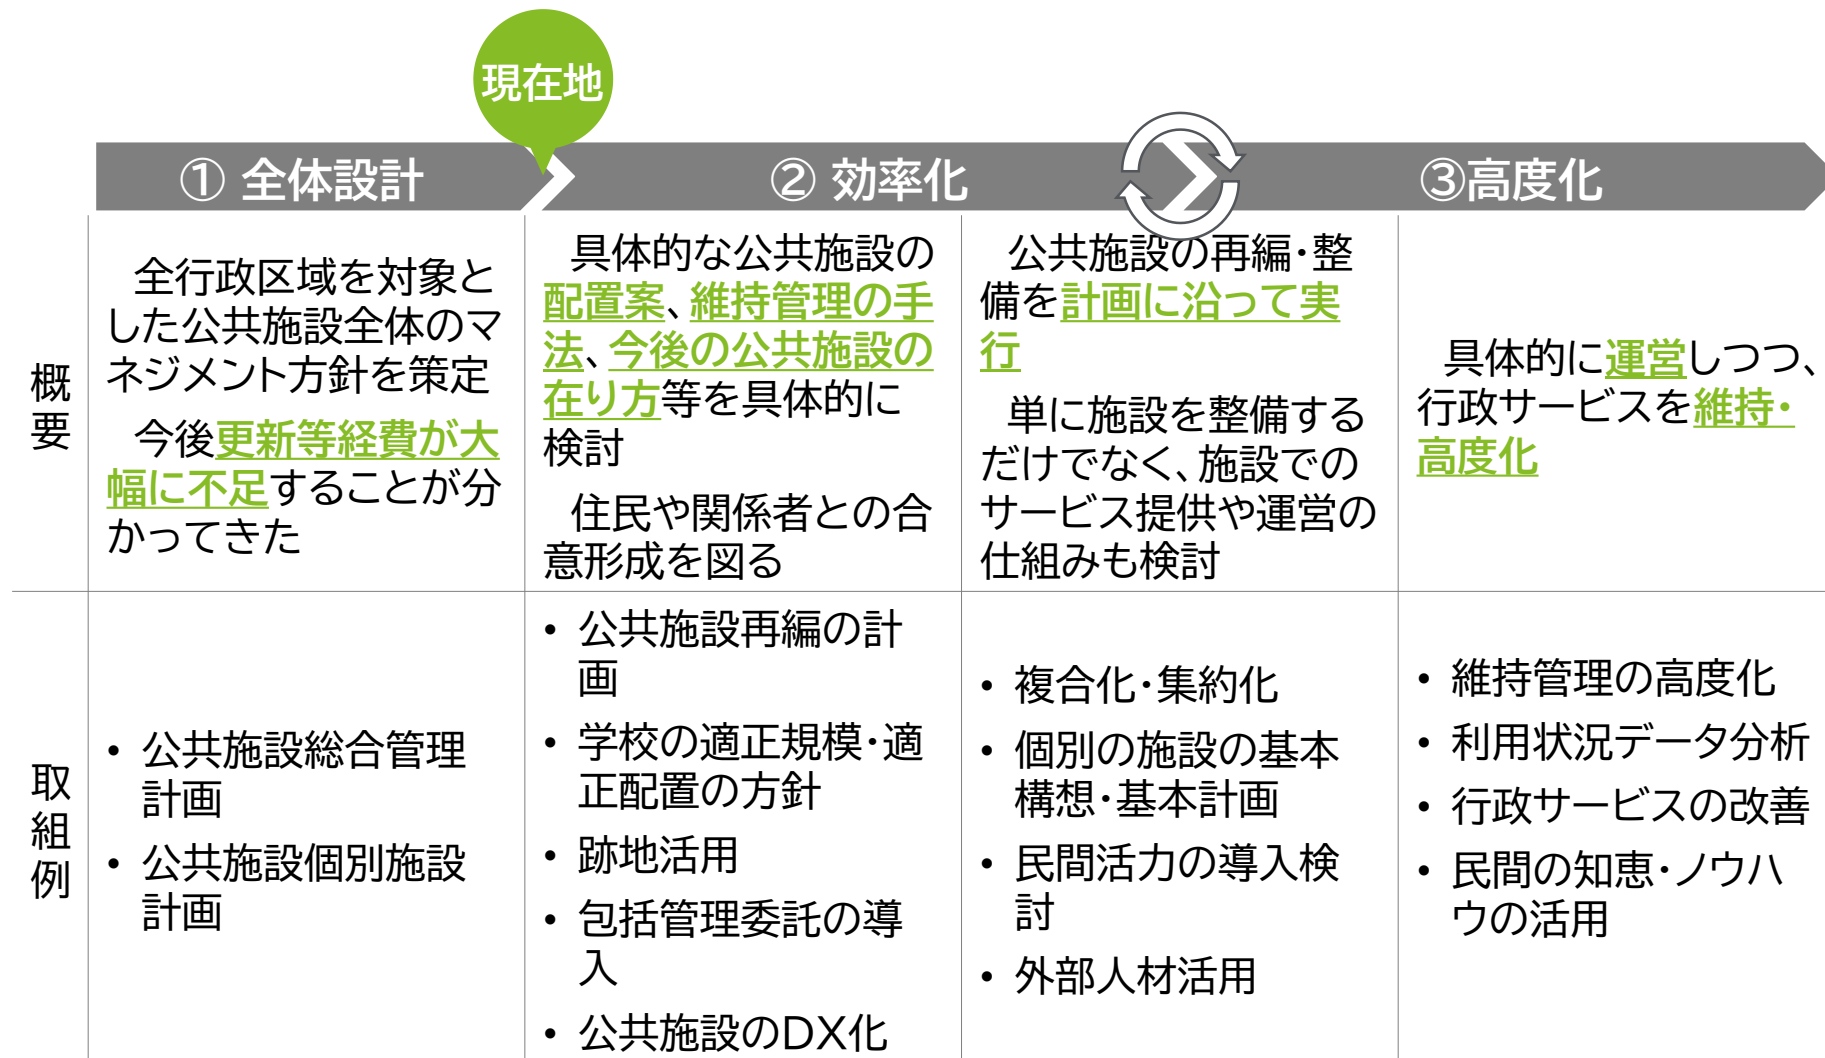 現在地
① 全体設計
② 効率化
③高度化
概要
全行政区域を対象と
した公共施設全体のマ
ネジメント方針を策定
今後更新等経費が大
幅に不足することが分
かってきた
具体的な公共施設の
配置案、維持管理の手
法、今後の公共施設の
在り方等を具体的に
検討
住民や関係者との合
意形成を図る
公共施設の再編・整
備を計画に沿って実
行
単に施設を整備する
だけでなく、施設での
サービス提供や運営の
仕組みも検討
具体的に運営しつつ、
行政サービスを維持・
高度化
取組例
• 公共施設総合管理
計画
• 公共施設個別施設
計画
• 公共施設再編の計
画
• 学校の適正規模・適
正配置の方針
• 跡地活用
• 包括管理委託の導
入
• 公共施設のDX化
• 複合化・集約化
• 個別の施設の基本
構想・基本計画
• 民間活力の導入検
討
• 外部人材活用
• 維持管理の高度化
• 利用状況データ分析
• 行政サービスの改善
• 民間の知恵・ノウハ
ウの活用